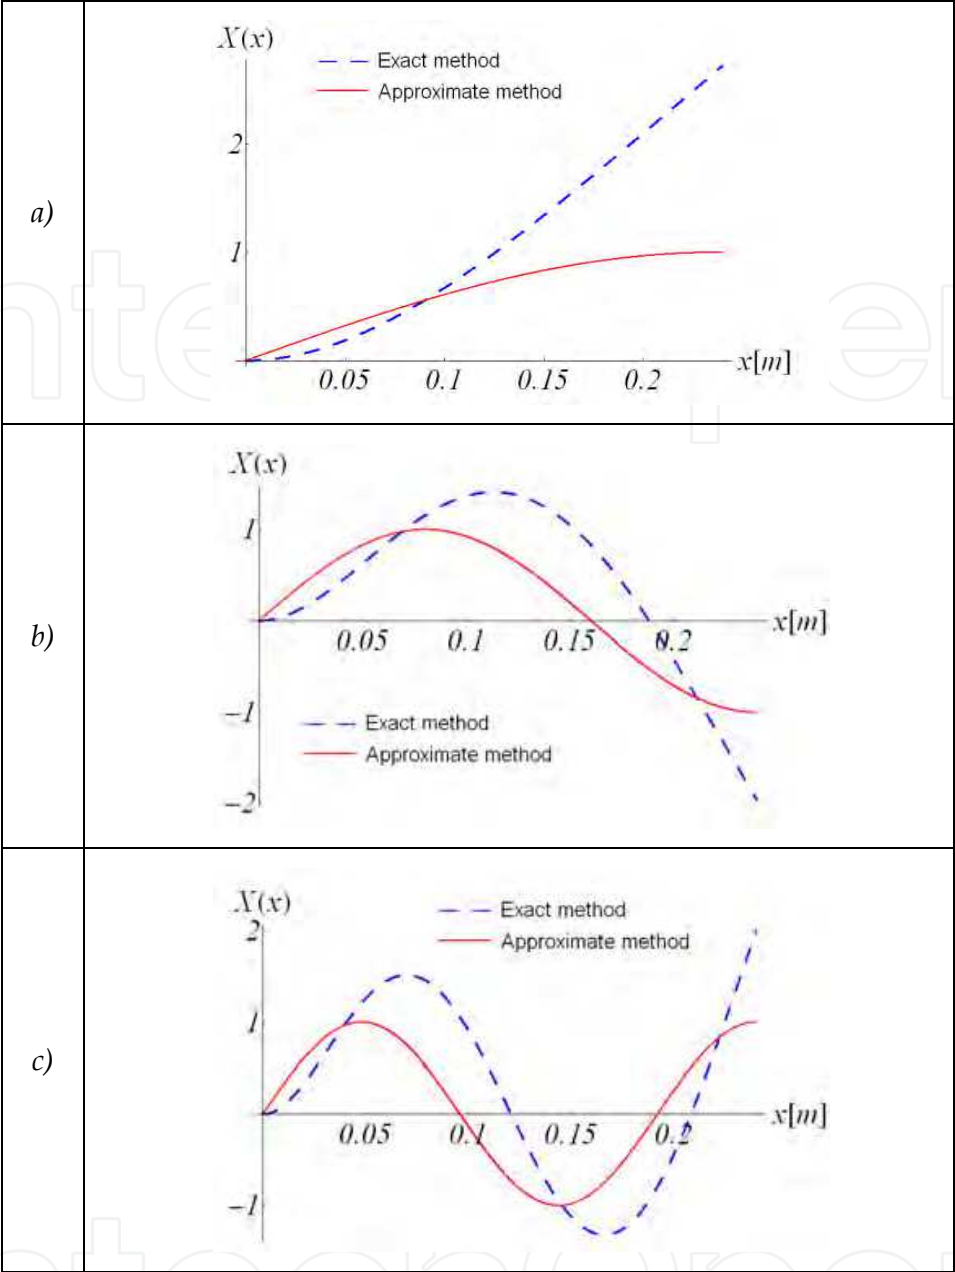 a)
X(x)
Exact method
Approximate method
2
1
0.05 0.1 0.15 0.2 x[m]
b)
X(x)
1
0.05 0.1 0.15 0.2 x[m]
−1
Exact method
Approximate method
−2
c)
X(x)
2
Exact method
Approximate method
1
0.05 0.1 0.15 0.2 x[m]
−1